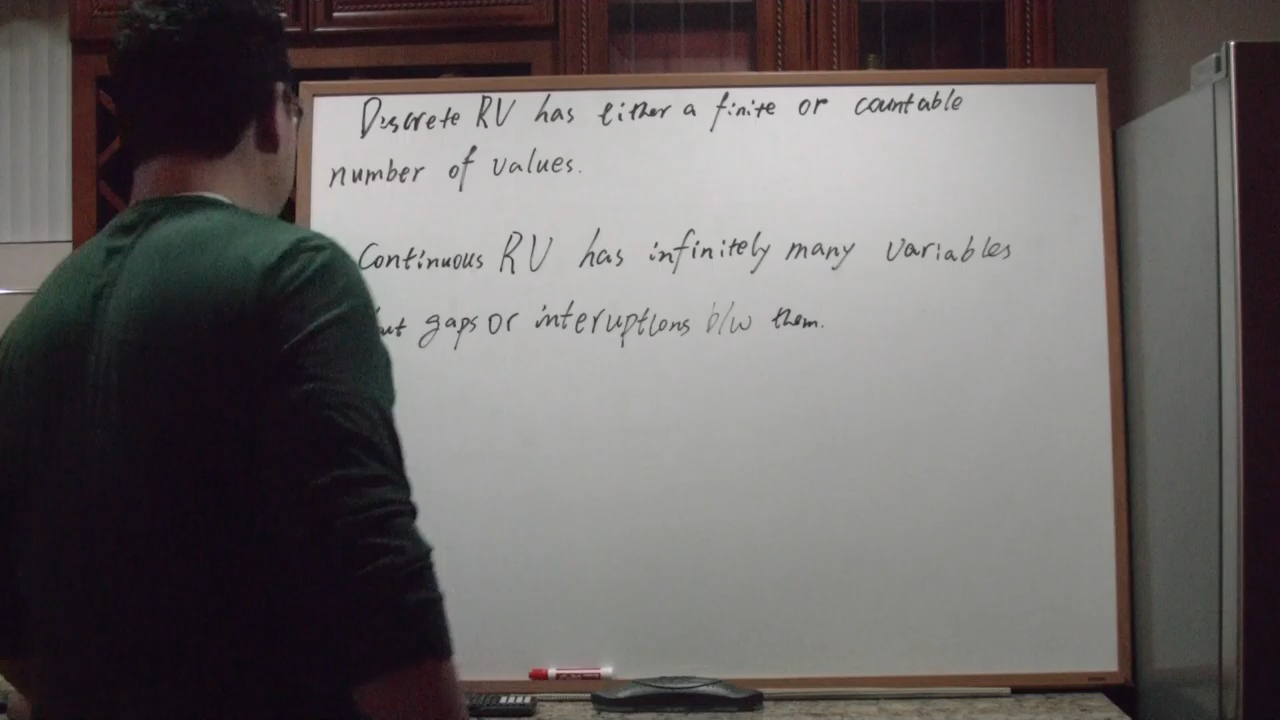 Discrete RV has either a finite or countable
number of values.
Continuous RV has infinitely many variables
gaps or interuptions b/w them.